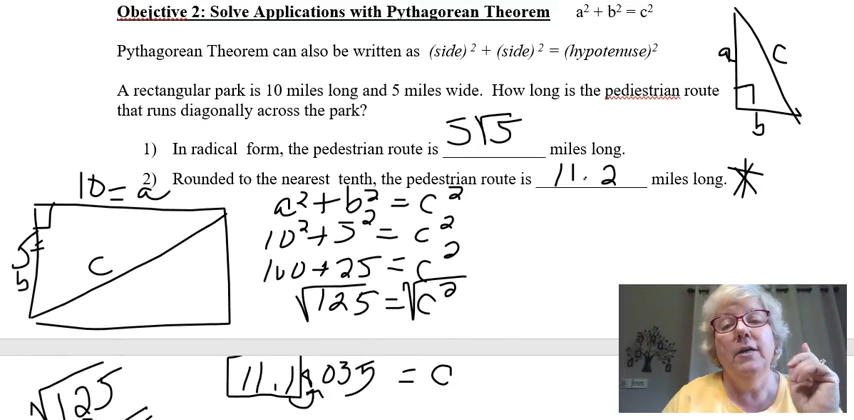 Obejctive 2: Solve Applications with Pythagorean Theorem a² + b² = c²
Pythagorean Theorem can also be written as (side) ² + (side) ² = (hypotenuse)²
a c
b
A rectangular park is 10 miles long and 5 miles wide. How long is the pediestrian route
that runs diagonally across the park?
1) In radical form, the pedestrian route is 5√5 miles long.
2) Rounded to the nearest tenth, the pedestrian route is 11.2 miles long. *
10 = a
5 =
b
c
a² + b² = c²
10² + 5² = c²
100 + 25 = c²
√125 = √c²
√125
11.18035 = c